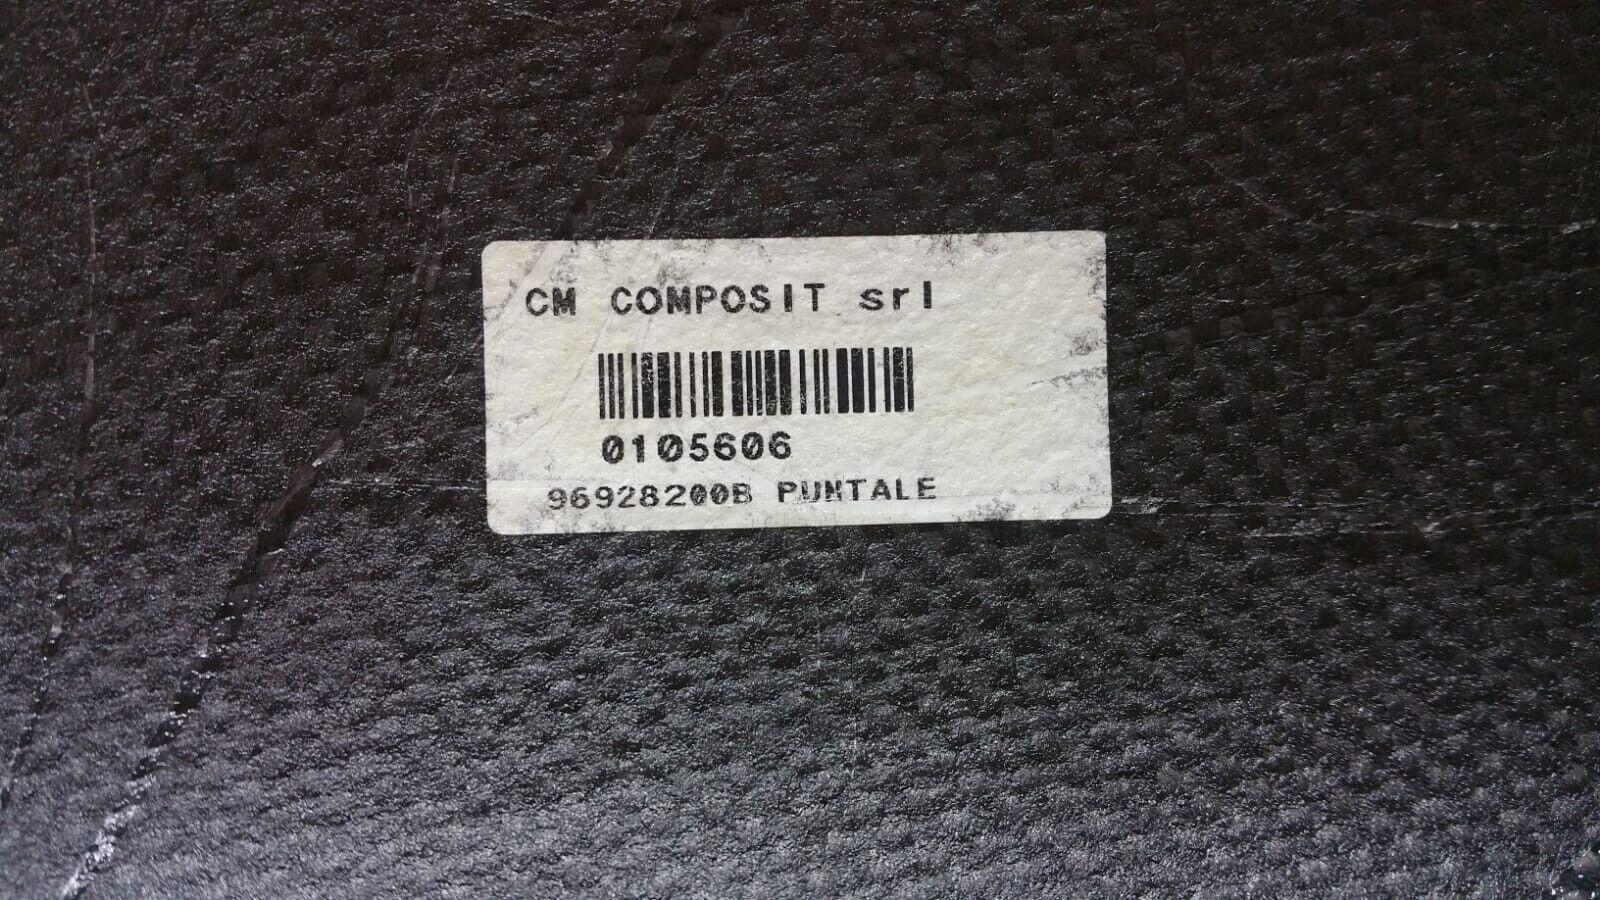 CM COMPOSIT srl
0105606
96928200B PUNTALE